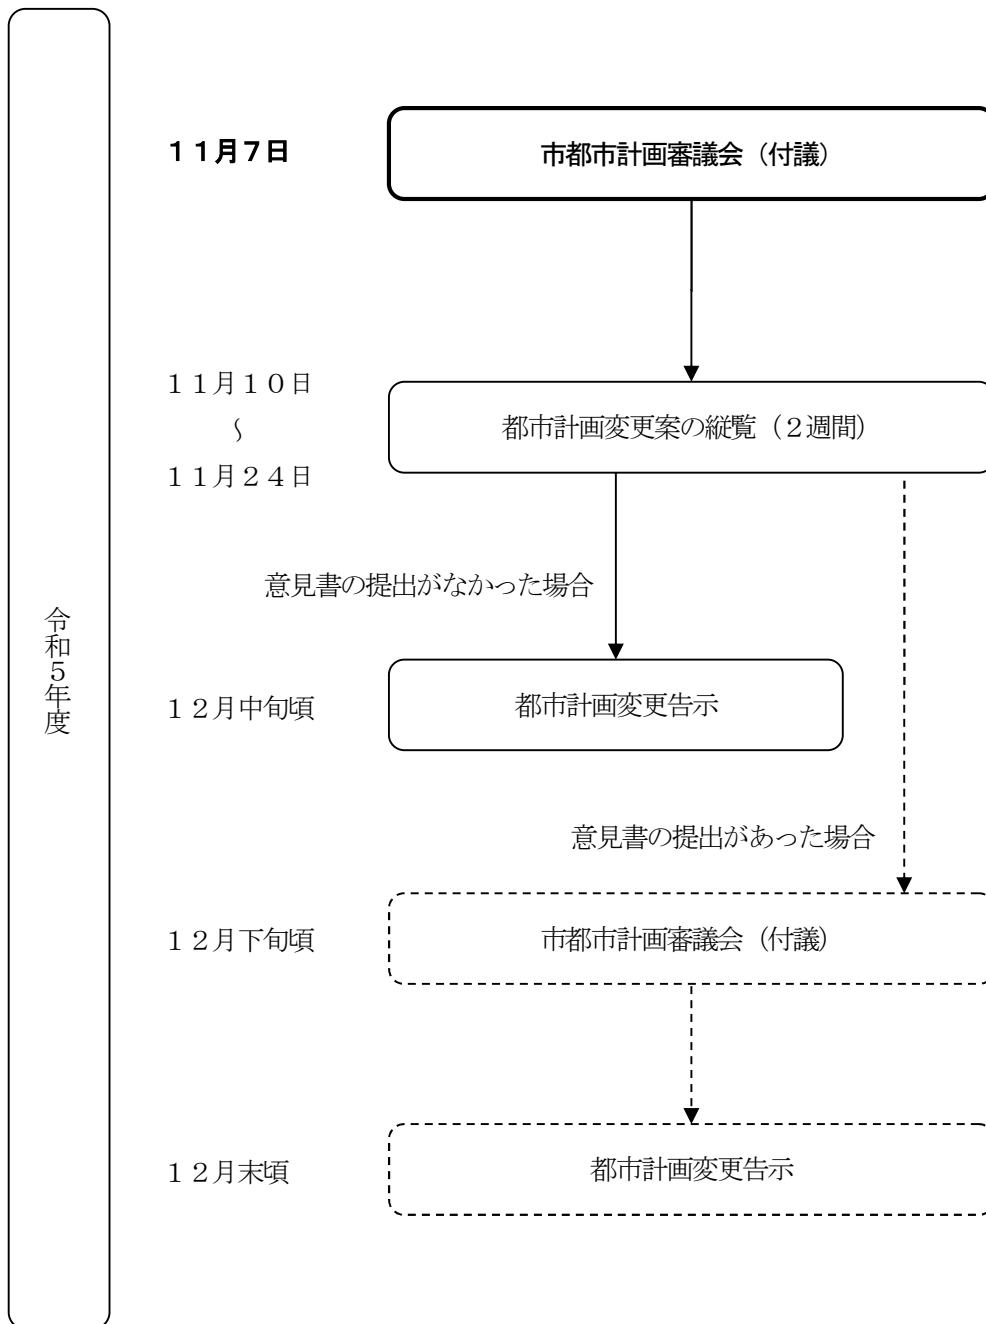 令和５年度
１１月７日
市都市計画審議会（付議）
１１月１０日
～
１１月２４日
都市計画変更案の縦覧（２週間）
意見書の提出がなかった場合
１２月中旬頃
都市計画変更告示
意見書の提出があった場合
１２月下旬頃
市都市計画審議会（付議）
１２月末頃
都市計画変更告示